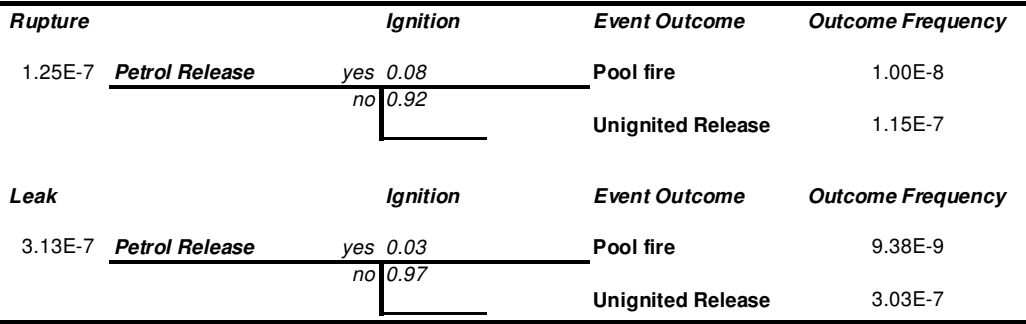 Rupture Ignition Event Outcome Outcome Frequency
1.25E-7 Petrol Release yes 0.08 Pool fire 1.00E-8
no 0.92
Unignited Release 1.15E-7
Leak Ignition Event Outcome Outcome Frequency
3.13E-7 Petrol Release yes 0.03 Pool fire 9.38E-9
no 0.97
Unignited Release 3.03E-7